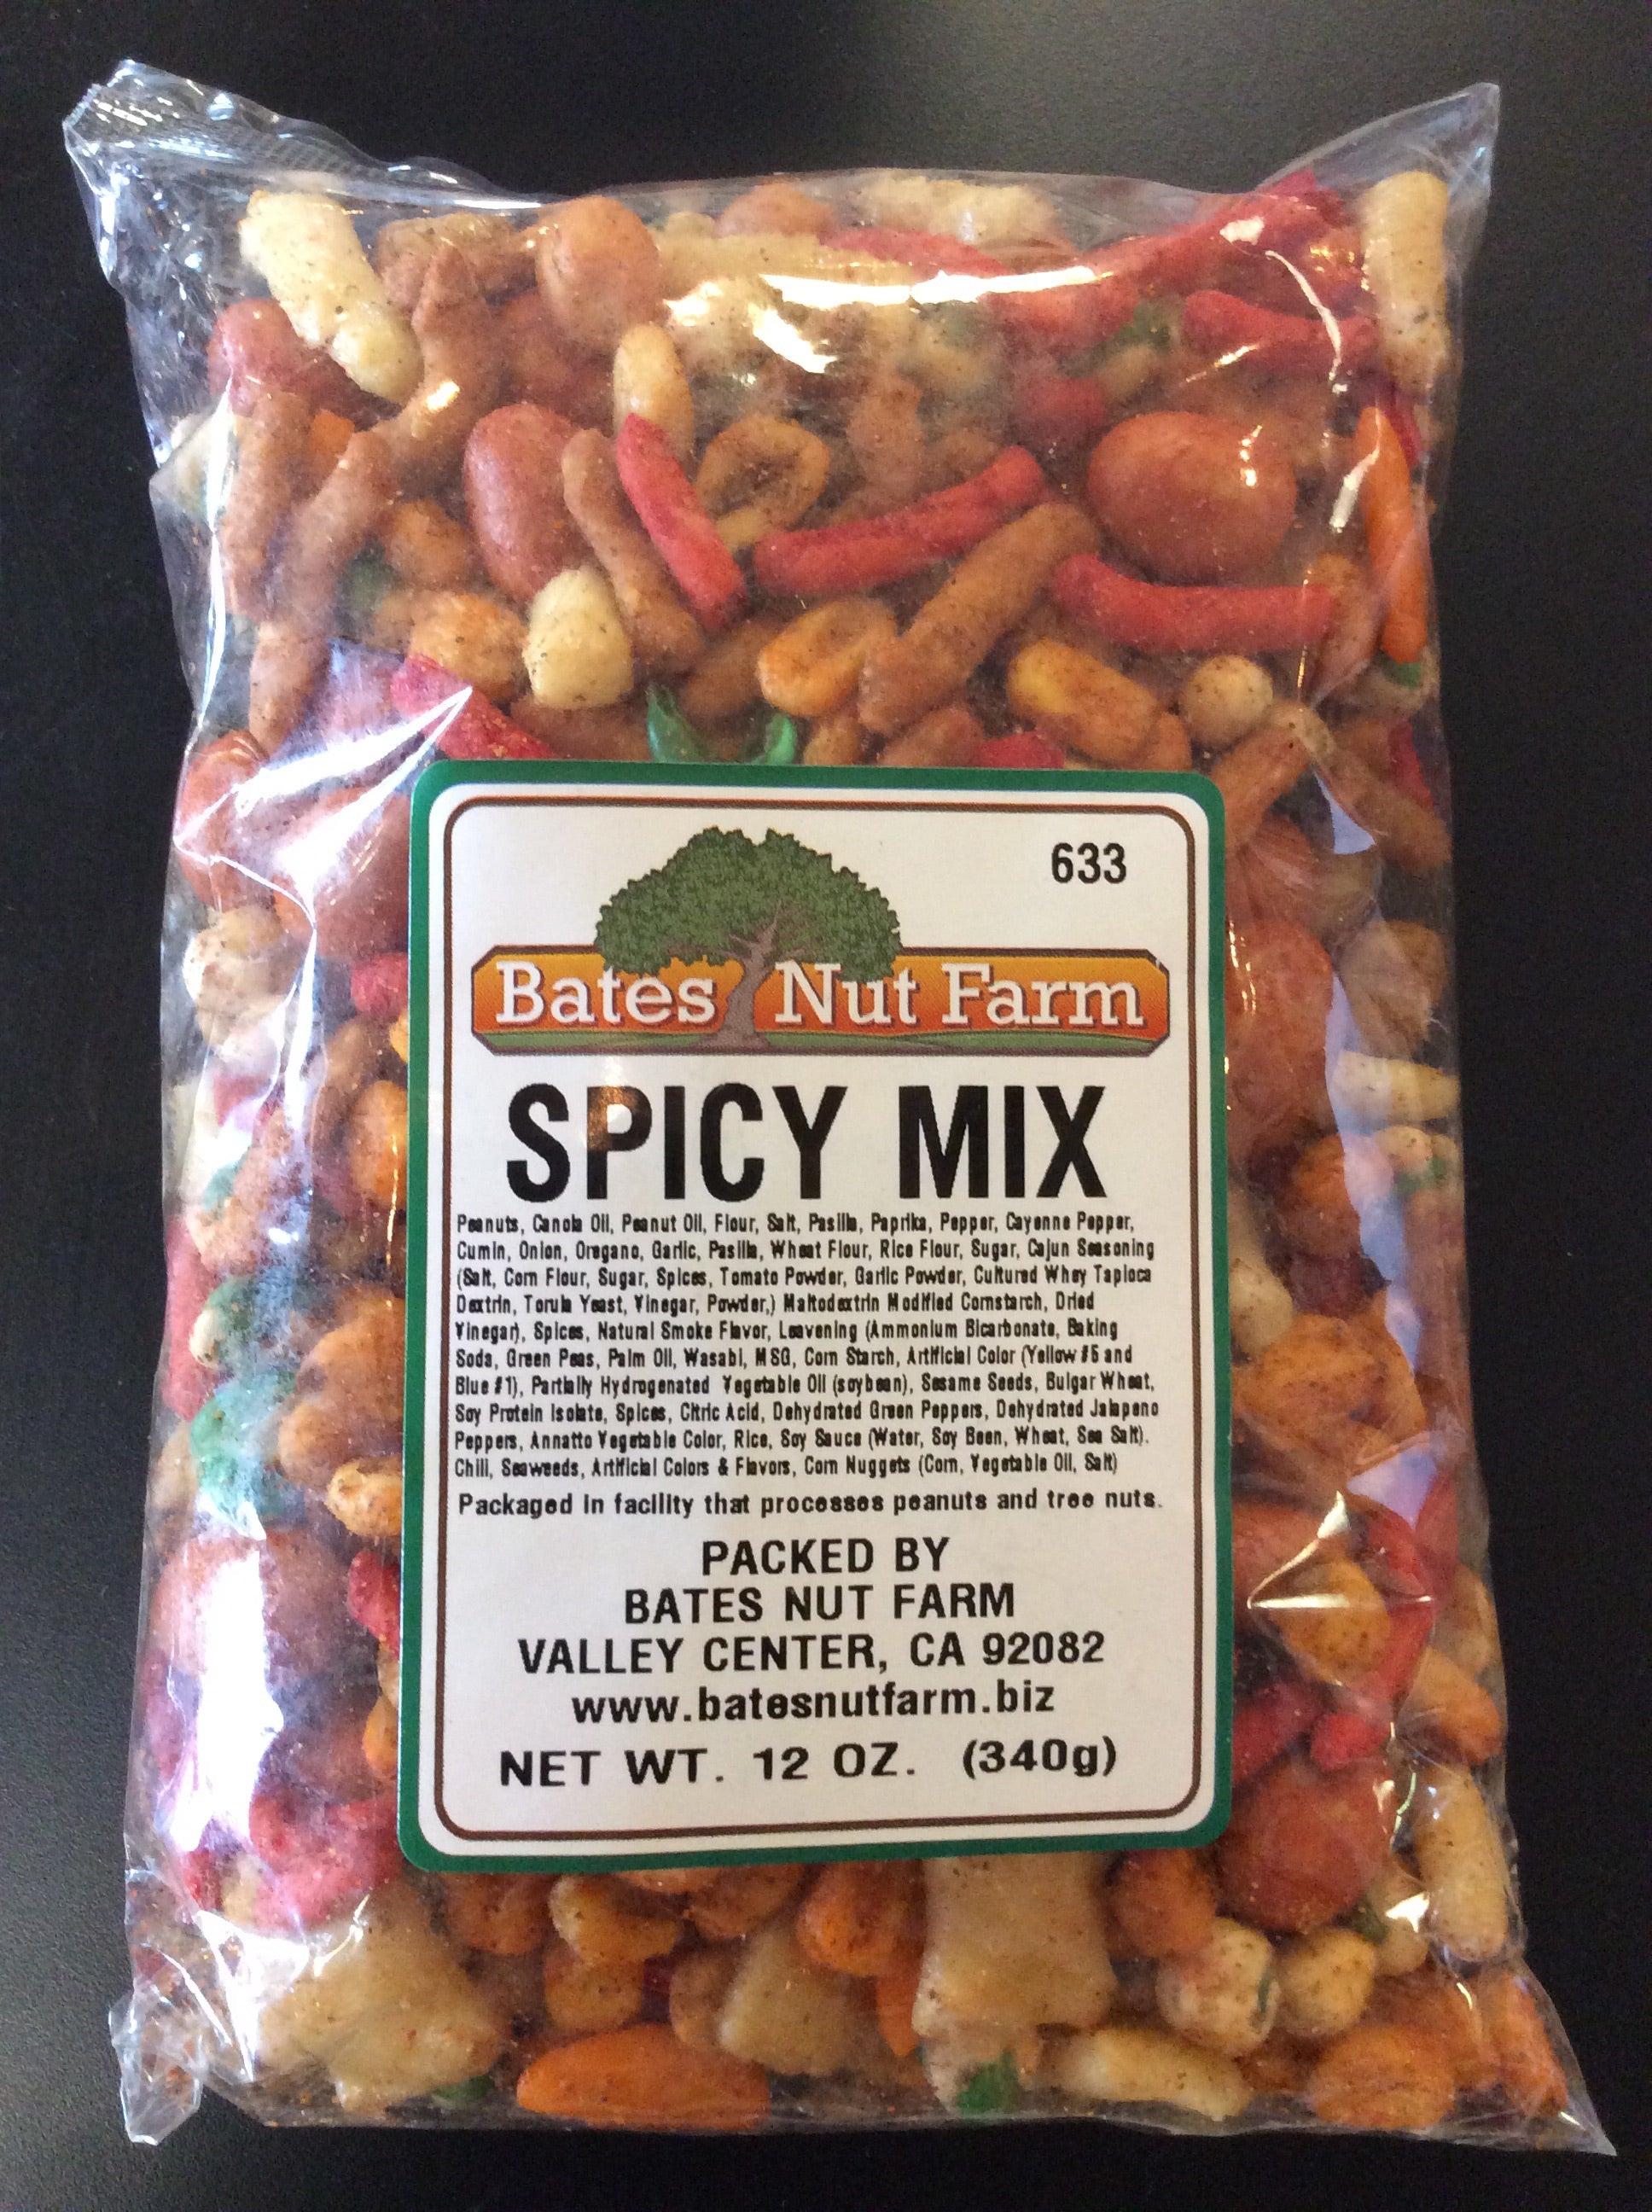 633
Bates Nut Farm
SPICY MIX
Peanuts, Canola Oil, Peanut Oil, Flour, Salt, Pasilla, Paprika, Pepper, Cayenne Pepper,
Cumin, Onion, Oregano, Garlic, Pasilla, Wheat Flour, Rice Flour, Sugar, Cajun Seasoning
(Salt, Corn Flour, Sugar, Spices, Tomato Powder, Garlic Powder, Cultured Whey Tapioca
Dextrin, Torula Yeast, Vinegar, Powder,) Maltodextrin Modified Cornstarch, Dried
Vinegar), Spices, Natural Smoke Flavor, Leavening (Ammonium Bicarbonate, Baking
Soda, Green Peas, Palm Oil, Wasabi, MSG, Corn Starch, Artificial Color (Yellow #5 and
Blue #1), Partially Hydrogenated Vegetable Oil (soybean), Sesame Seeds, Bulgar Wheat,
Soy Protein Isolate, Spices, Citric Acid, Dehydrated Green Peppers, Dehydrated Jalapeno
Peppers, Annatto Vegetable Color, Rice, Soy Sauce (Water, Soy Bean, Wheat, Sea Salt).
Chili, Seaweeds, Artificial Colors & Flavors, Corn Nuggets (Corn, Vegetable Oil, Salt)
Packaged in facility that processes peanuts and tree nuts.
PACKED BY
BATES NUT FARM
VALLEY CENTER, CA 92082
www.batesnutfarm.biz
NET WT. 12 OZ. (340g)